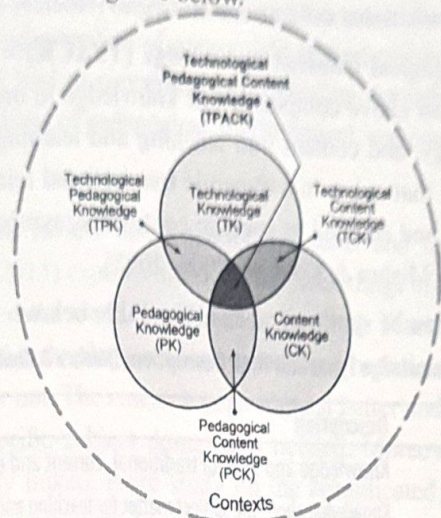 Technological
Pedagogical Content
Knowledge
(TPACK)
Technological
Pedagogical
Knowledge
(TPK)
Technological
Knowledge
(TK)
Technological
Content
Knowledge
(TCK)
Pedagogical
Knowledge
(PK)
Content
Knowledge
(CK)
Pedagogical
Content
Knowledge
(PCK)
Contexts